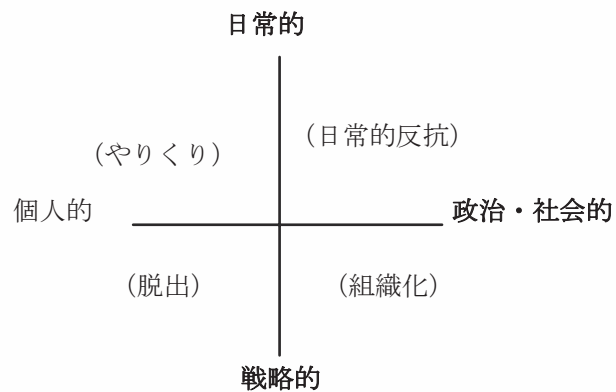 日常的
（日常的反抗）
（やりくり）
個人的
政治・社会的
（脱出）
（組織化）
戦略的